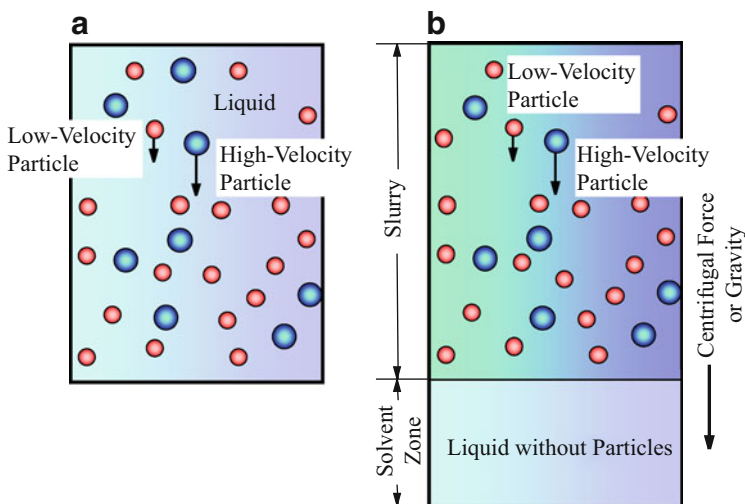 a
Liquid
Low-Velocity
Particle
High-Velocity
Particle
b
Slurry
Low-Velocity
Particle
High-Velocity
Particle
Centrifugal Force
or Gravity
Solvent
Zone
Liquid without Particles